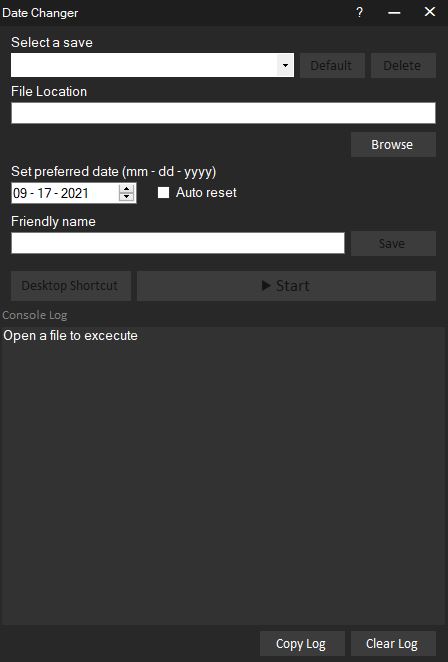 Date Changer ?
Select a save
Default Delete
File Location
Browse
Set preferred date (mm - dd - yyyy)
09 - 17 - 2021 Auto reset
Friendly name
Save
Desktop Shortcut Start
Console Log
Open a file to excecute
Copy Log Clear Log